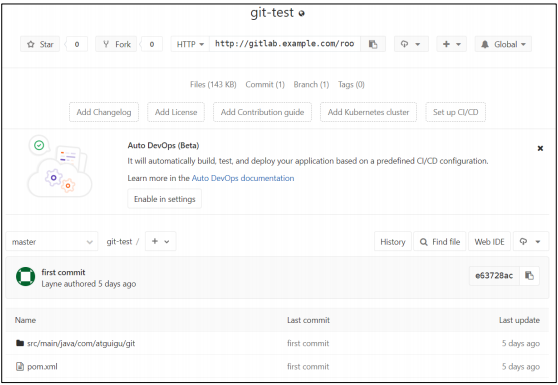 git-test
Star 0 Fork 0 HTTP http://gitlab.example.com/roo Global
Files (143 KB) Commit (1) Branch (1) Tags (0)
Add Changelog Add License Add Contribution guide Add Kubernetes cluster Set up CI/CD
Auto DevOps (Beta)
It will automatically build, test, and deploy your application based on a predefined CI/CD configuration.
Learn more in the Auto DevOps documentation
Enable in settings
master git-test / + History Find file Web IDE
first commit
Layne authored 5 days ago
e63728ac
Name Last commit Last update
src/main/java/com/atguigu/git first commit 5 days ago
pom.xml first commit 5 days ago